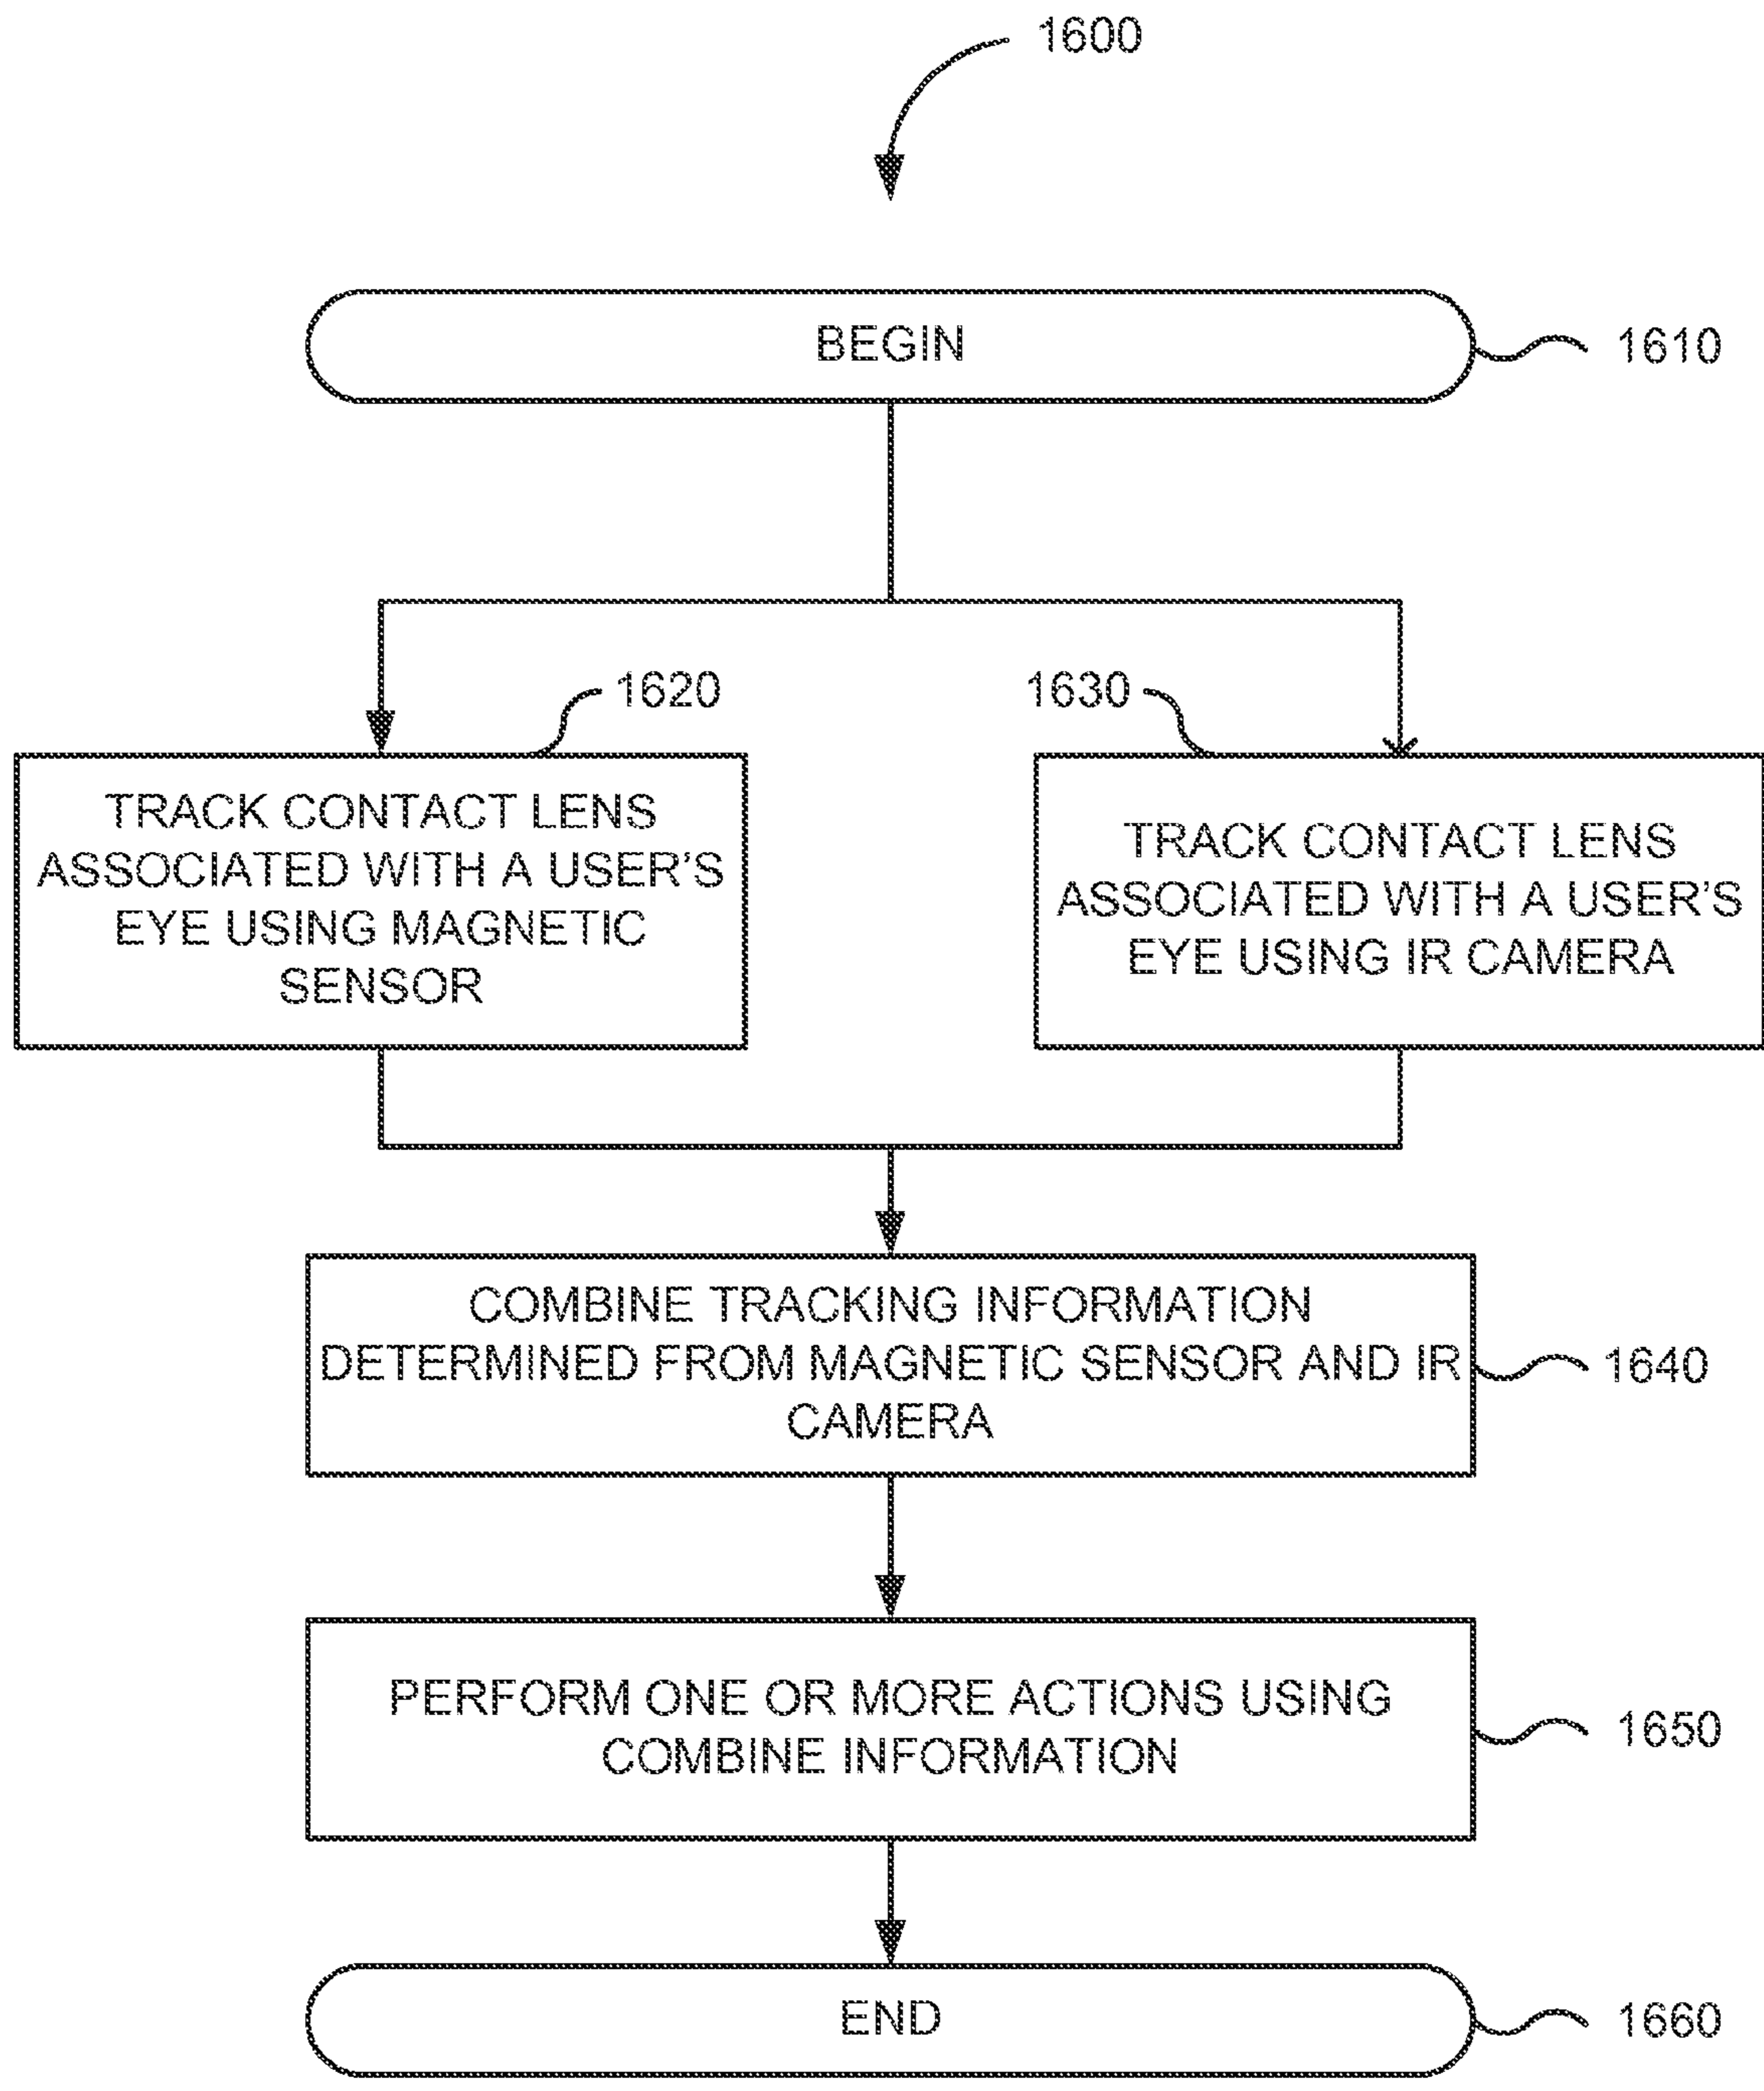 1600
BEGIN
1610
1620
1630
TRACK CONTACT LENS
ASSOCIATED WITH A USER'S
EYE USING MAGNETIC
SENSOR
TRACK CONTACT LENS
ASSOCIATED WITH A USER'S
EYE USING IR CAMERA
COMBINE TRACKING INFORMATION
DETERMINED FROM MAGNETIC SENSOR AND IR
CAMERA
1640
PERFORM ONE OR MORE ACTIONS USING
COMBINE INFORMATION
1650
END
1660